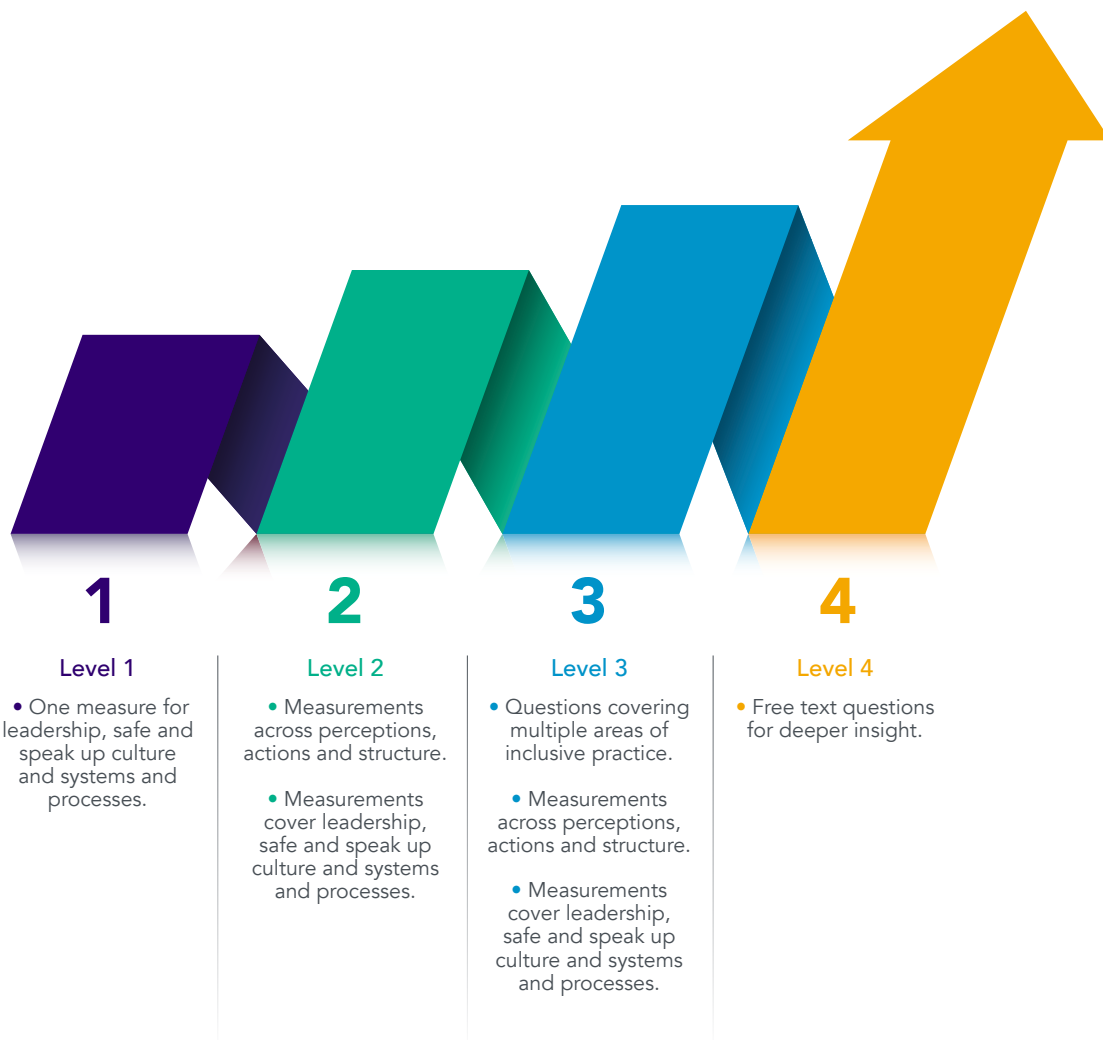 1
Level 1
• One measure for
leadership, safe and
speak up culture
and systems and
processes.
2
Level 2
• Measurements
across perceptions,
actions and structure.
• Measurements
cover leadership,
safe and speak up
culture and systems
and processes.
3
Level 3
• Questions covering
multiple areas of
inclusive practice.
• Measurements
across perceptions,
actions and structure.
• Measurements
cover leadership,
safe and speak up
culture and systems
and processes.
4
Level 4
• Free text questions
for deeper insight.